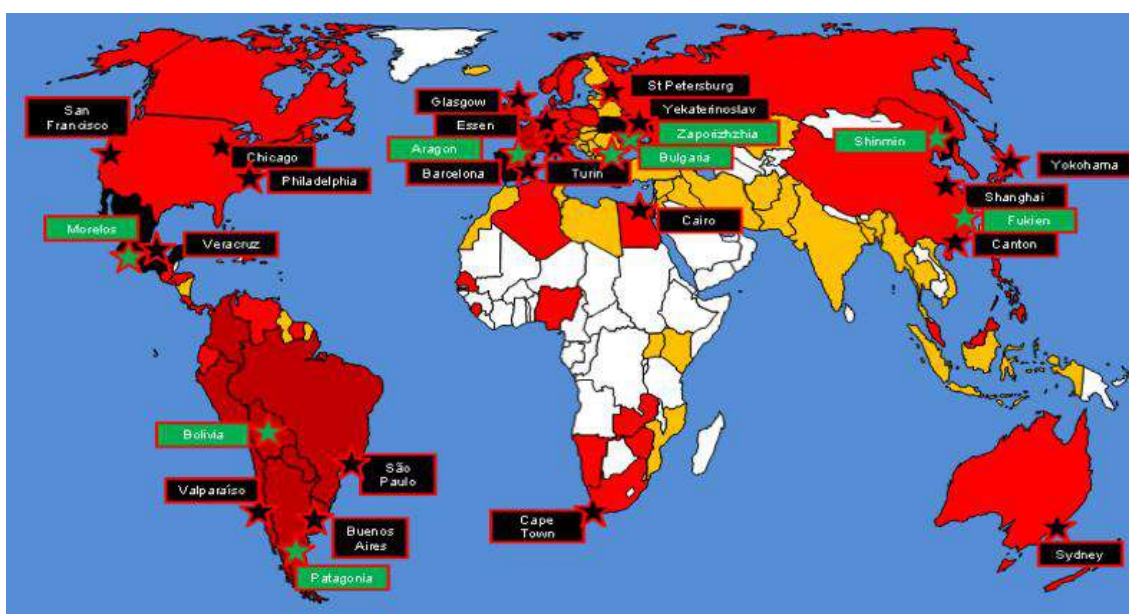 San
Francisco
Chicago
Philadelphia
Morelos
Veracruz
Bolivia
São
Paulo
Valparaíso
Buenos
Aires
Patagonia
Glasgow
St Petersburg
Essen
Yekaterinoslav
Aragon
Zaporizhzhia
Bulgaria
Barcelona
Turin
Cairo
Cape
Town
Shinmin
Yokohama
Shanghai
Fukien
Canton
Sydney